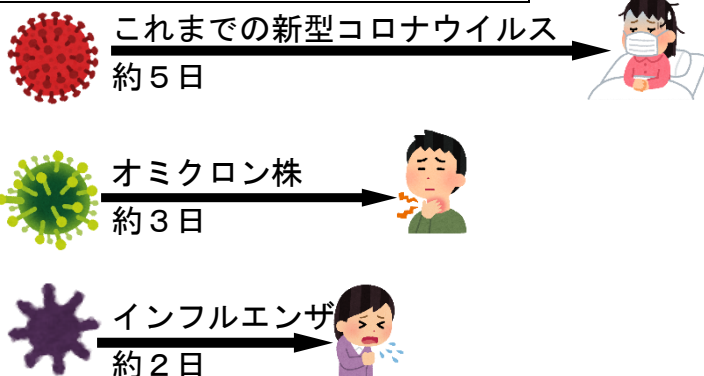 これまでの新型コロナウイルス
約５日
オミクロン株
約３日
インフルエンザ
約２日